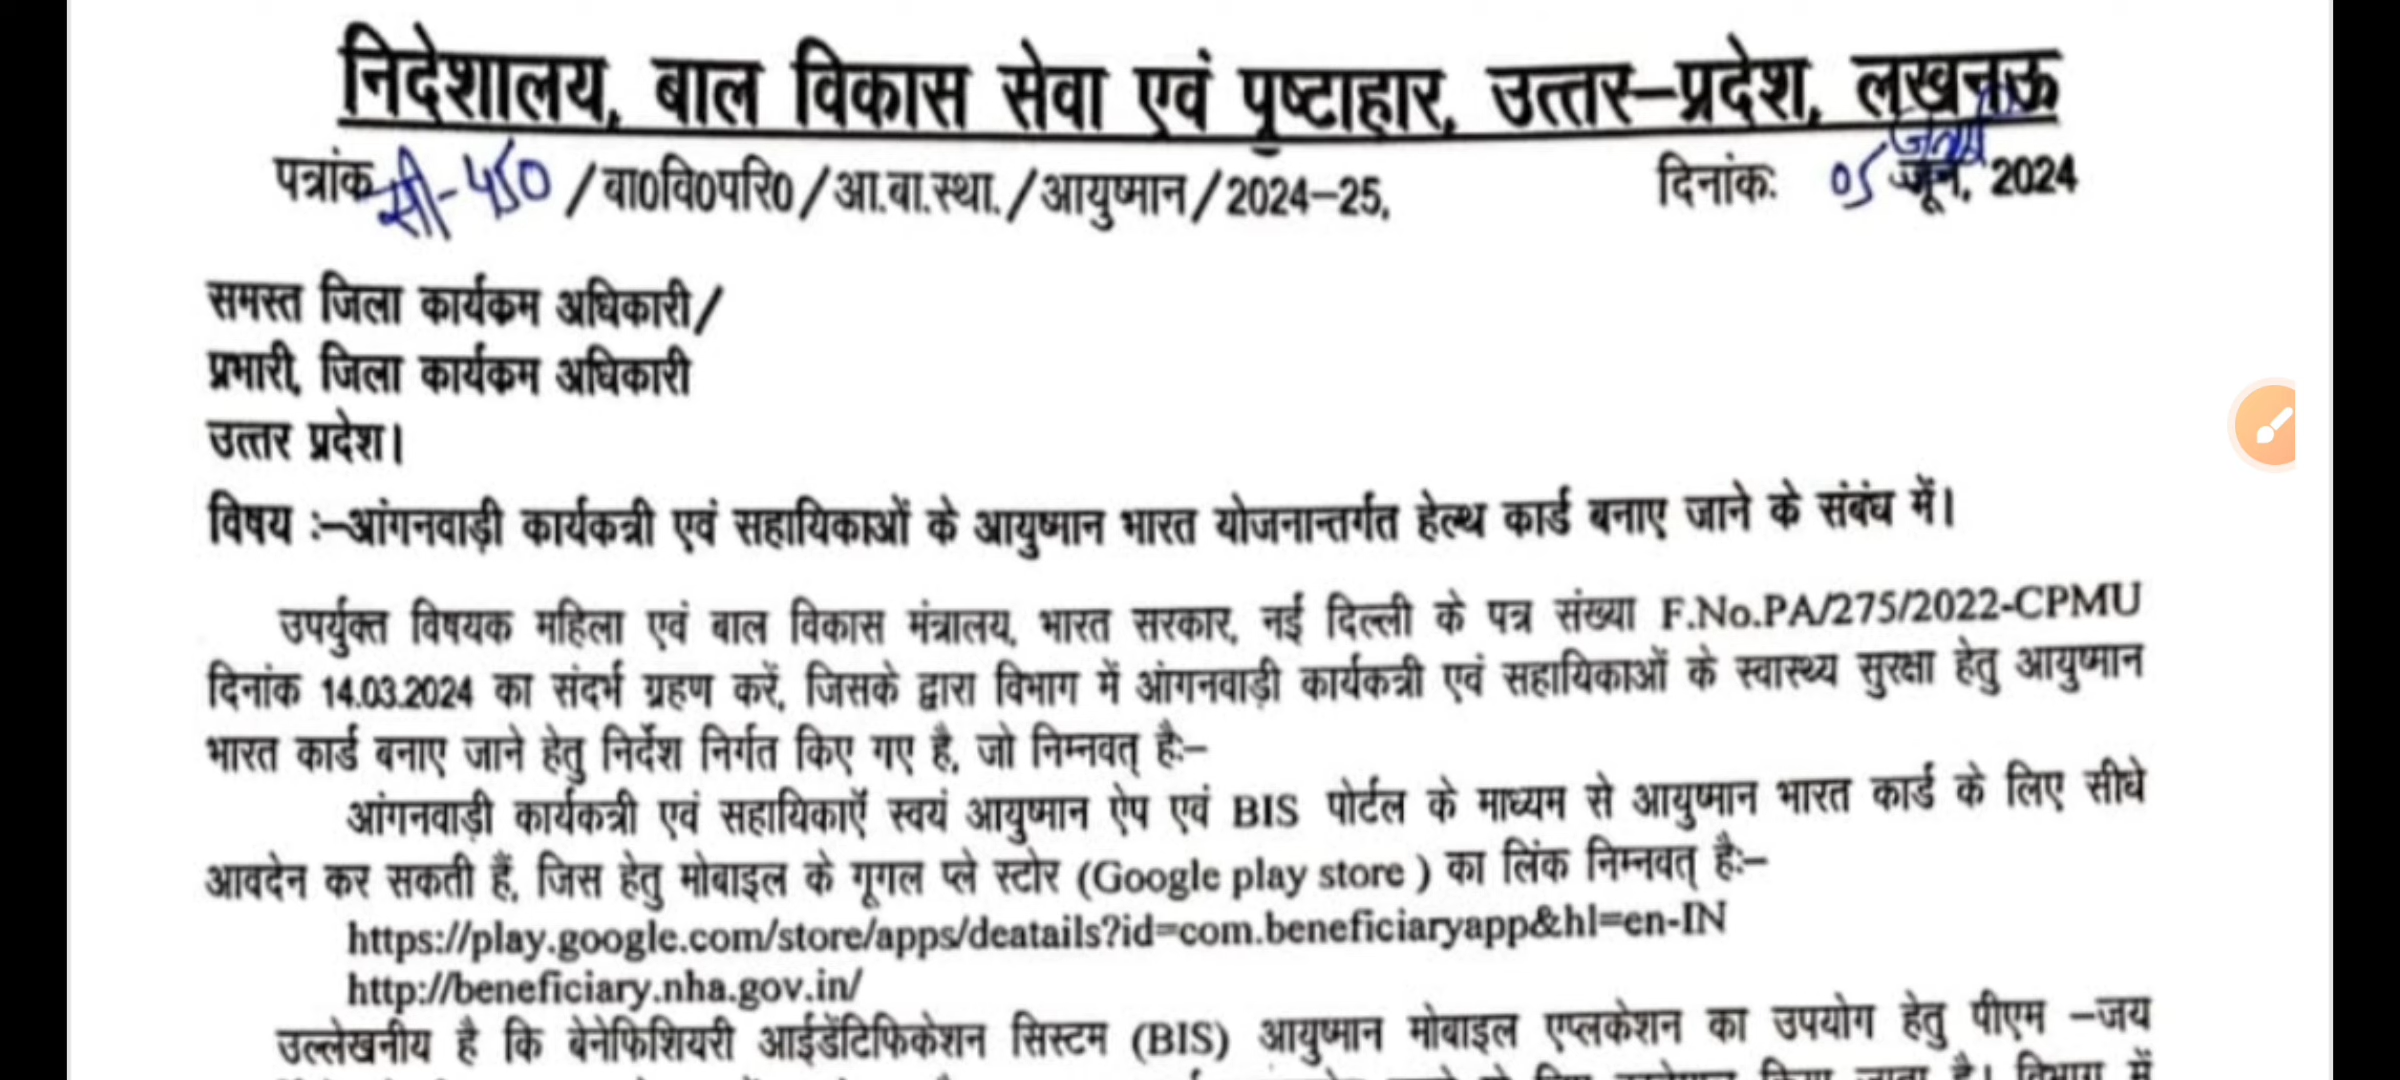 निदेशालय, बाल विकास सेवा एवं पुष्टाहार, उत्तर–प्रदेश, लखनऊ
पत्रांक सी-450 /बा0वि0परि0/आ.बा.स्था./आयुष्मान/2024–25, दिनांकः 05 जून, 2024
समस्त जिला कार्यक्रम अधिकारी/
प्रभारी, जिला कार्यक्रम अधिकारी
उत्तर प्रदेश।
विषय :–आंगनवाड़ी कार्यकत्री एवं सहायिकाओं के आयुष्मान भारत योजनान्तर्गत हेल्थ कार्ड बनाए जाने के संबंध में।
उपर्युक्त विषयक महिला एवं बाल विकास मंत्रालय, भारत सरकार, नई दिल्ली के पत्र संख्या F.No.PA/275/2022-CPMU
दिनांक 14.03.2024 का संदर्भ ग्रहण करें, जिसके द्वारा विभाग में आंगनवाड़ी कार्यकत्री एवं सहायिकाओं के स्वास्थ्य सुरक्षा हेतु आयुष्मान
भारत कार्ड बनाए जाने हेतु निर्देश निर्गत किए गए है, जो निम्नवत् है:–
आंगनवाड़ी कार्यकत्री एवं सहायिकाऐं स्वयं आयुष्मान ऐप एवं BIS पोर्टल के माध्यम से आयुष्मान भारत कार्ड के लिए सीधे
आवदेन कर सकती हैं, जिस हेतु मोबाइल के गूगल प्ले स्टोर (Google play store ) का लिंक निम्नवत् है:–
https://play.google.com/store/apps/deatails?id=com.beneficiaryapp&hl=en-IN
http://beneficiary.nha.gov.in/
उल्लेखनीय है कि बेनेफिशियरी आईडेंटिफिकेशन सिस्टम (BIS) आयुष्मान मोबाइल एप्लकेशन का उपयोग हेतु पीएम –जय